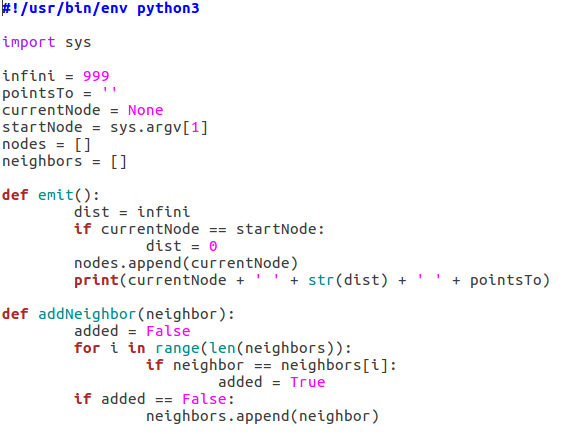 #!/usr/bin/env python3
import sys
infini = 999
pointsTo = ''
currentNode = None
startNode = sys.argv[1]
nodes = []
neighbors = []
def emit():
        dist = infini
        if currentNode == startNode:
                dist = 0
        nodes.append(currentNode)
        print(currentNode + ' ' + str(dist) + ' ' + pointsTo)
def addNeighbor(neighbor):
        added = False
        for i in range(len(neighbors)):
                if neighbor == neighbors[i]:
                        added = True
        if added == False:
                neighbors.append(neighbor)